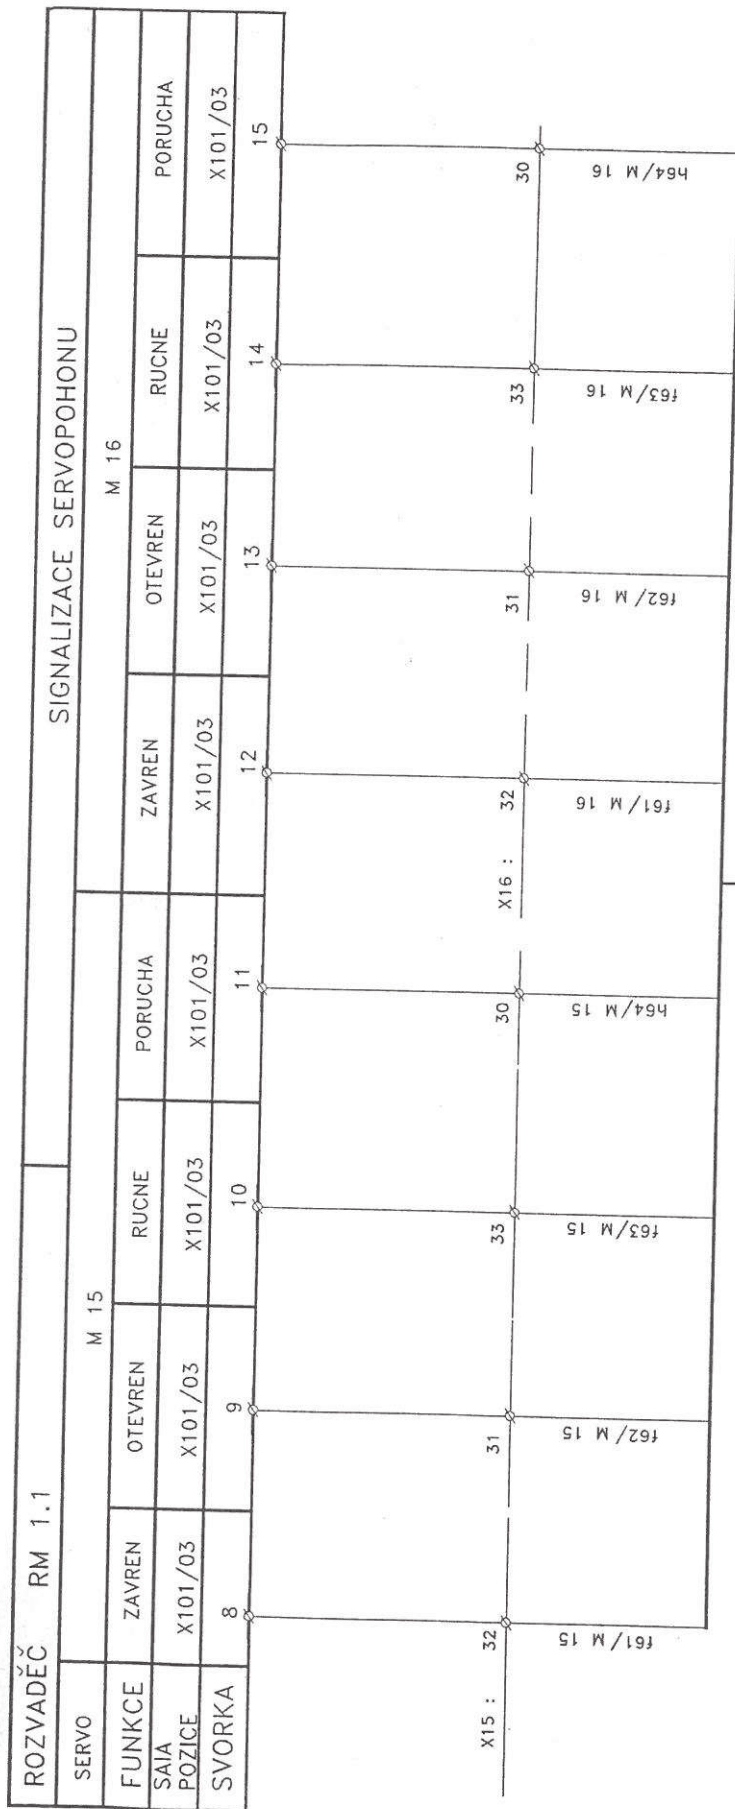 ROZVADĚČ RM 1.1 SIGNALIZACE SERVOPOHONU
SERVO M 15 M 16
FUNKCE ZAVREN OTEVREN RUCNE PORUCHA ZAVREN OTEVREN RUCNE PORUCHA
SAIA
POZICE X101/03 X101/03 X101/03 X101/03 X101/03 X101/03 X101/03 X101/03
SVORKA 8 9 10 11 12 13 14 15
X15 : 32 31 33 30 X16 : 32 31 33 30
f61/M 15 f62/M 15 f63/M 15 h64/M 15 f61/M 16 f62/M 16 f63/M 16 h64/M 16